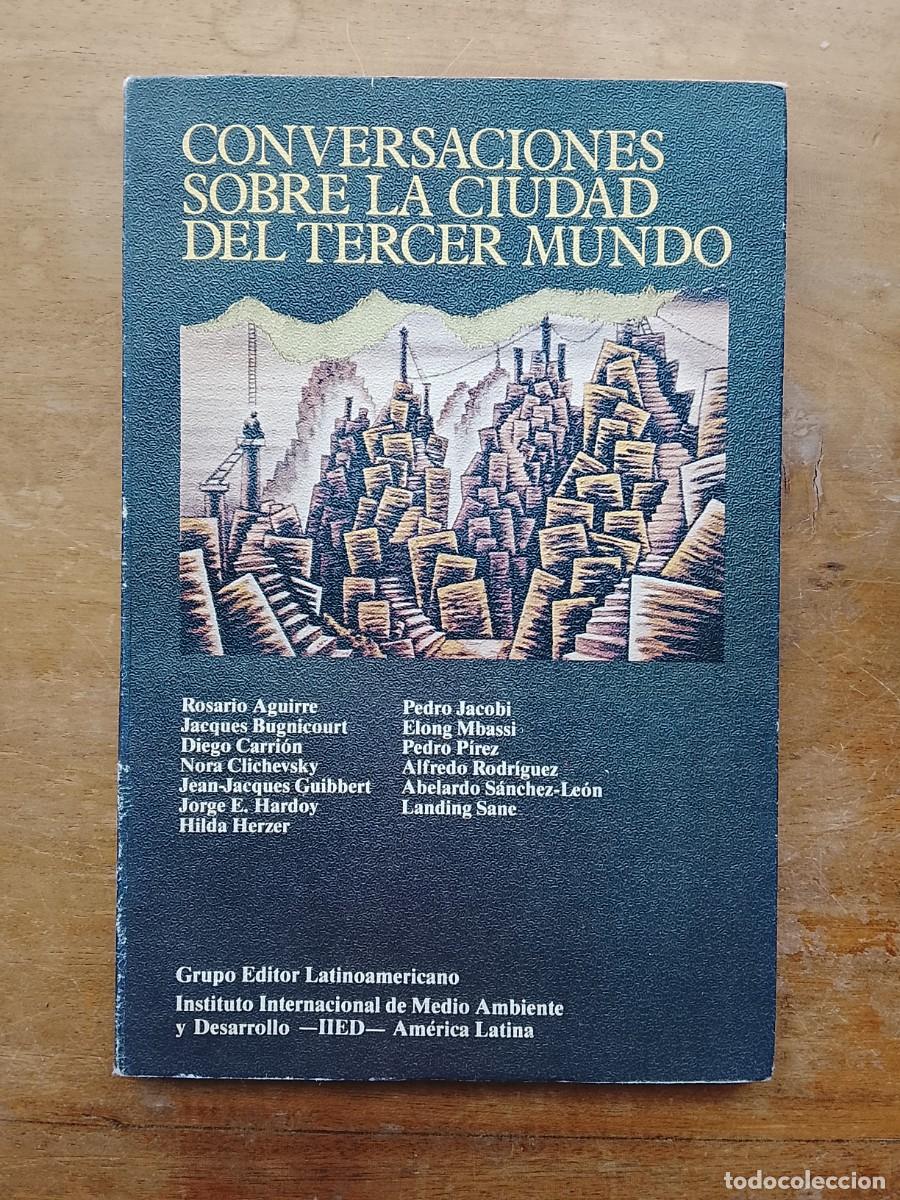 CONVERSACIONES
SOBRE LA CIUDAD
DEL TERCER MUNDO
Rosario Aguirre
Jacques Bugnicourt
Diego Carrión
Nora Clichevsky
Jean-Jacques Guibbert
Jorge E. Hardoy
Hilda Herzer
Pedro Jacobi
Elong Mbassi
Pedro Pírez
Alfredo Rodríguez
Abelardo Sánchez-León
Landing Sane
Grupo Editor Latinoamericano
Instituto Internacional de Medio Ambiente
y Desarrollo —IIED— América Latina
todocoleccion